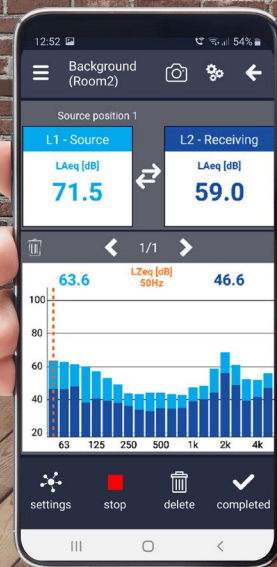 12:52 54%
Background
(Room2)
Source position 1
L1 - Source L2 - Receiving
LAeq [dB] LAeq [dB]
71.5 59.0
1/1
63.6 LZeq [dB] 46.6
50Hz
100
80
60
40
20
63 125 250 500 1k 2k 4k
settings stop delete completed